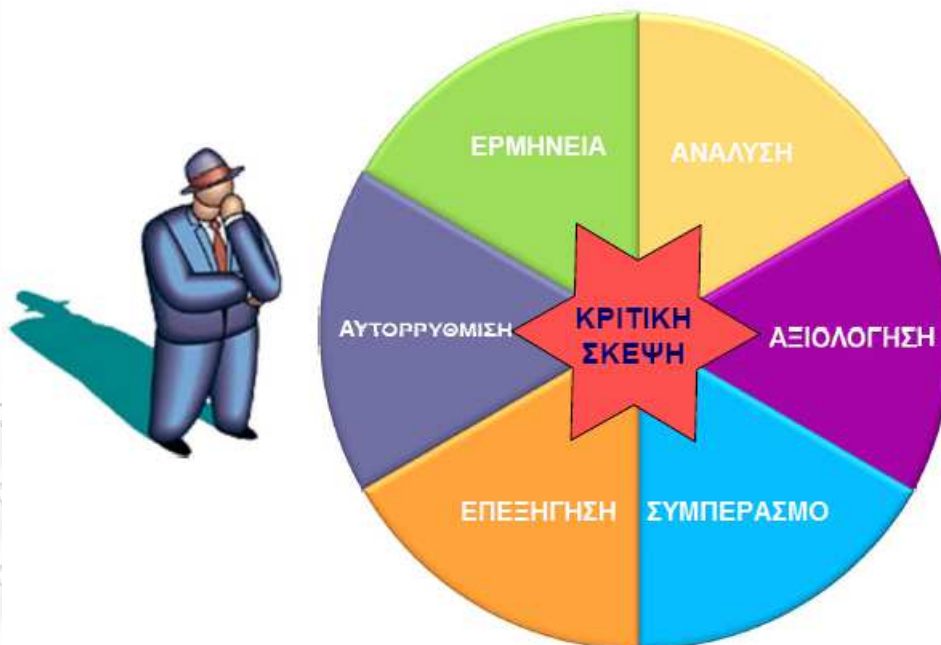 ΕΡΜΗΝΕΙΑ
ΑΝΑΛΥΣΗ
ΑΥΤΟΡΡΥΘΜΙΣΗ
ΚΡΙΤΙΚΗ
ΣΚΕΨΗ
ΑΞΙΟΛΟΓΗΣΗ
ΕΠΕΞΗΓΗΣΗ
ΣΥΜΠΕΡΑΣΜΟ